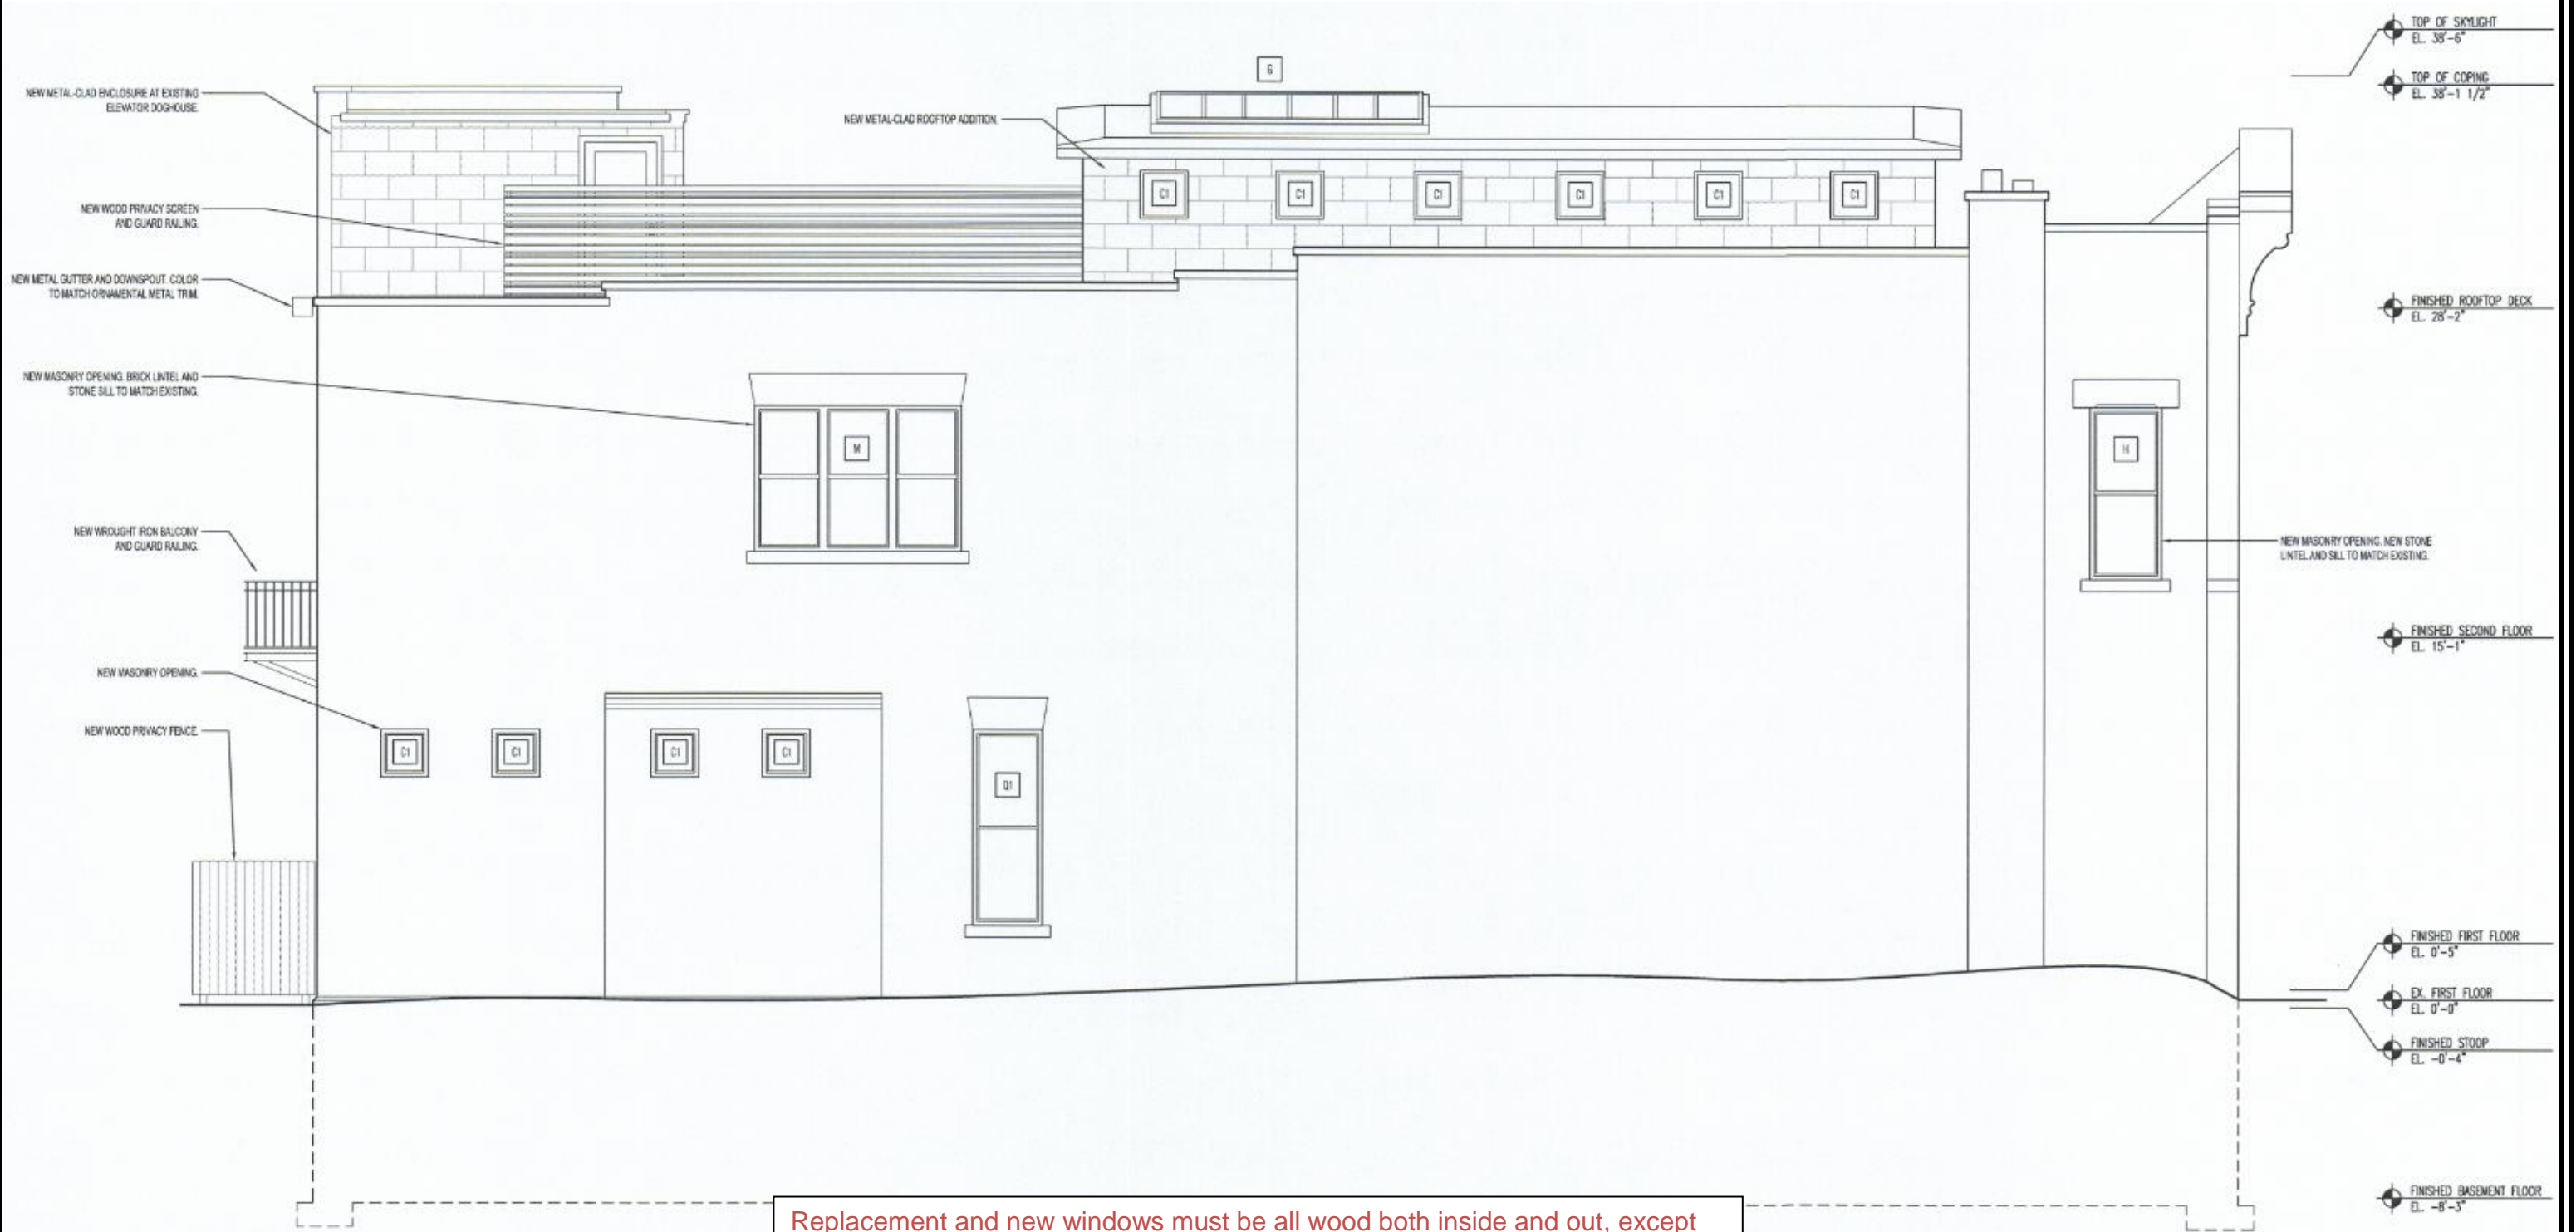 NEW METAL-CLAD ENCLOSURE AT EXISTING
ELEVATOR DOGHOUSE.
NEW WOOD PRIVACY SCREEN
AND GUARD RAILING.
NEW METAL GUTTER AND DOWNSPOUT. COLOR
TO MATCH ORNAMENTAL METAL TRIM.
NEW MASONRY OPENING. BRICK LINTEL AND
STONE SILL TO MATCH EXISTING.
NEW WROUGHT IRON BALCONY
AND GUARD RAILING.
NEW MASONRY OPENING.
NEW WOOD PRIVACY FENCE.
NEW METAL-CLAD ROOFTOP ADDITION.
G
C1
C1
C1
C1
C1
C1
M
H
C1
C1
C1
C1
Q1
NEW MASONRY OPENING. NEW STONE
LINTEL AND SILL TO MATCH EXISTING.
TOP OF SKYLIGHT
EL. 38'-6"
TOP OF COPING
EL. 38'-1 1/2"
FINISHED ROOFTOP DECK
EL. 28'-2"
FINISHED SECOND FLOOR
EL. 15'-1"
FINISHED FIRST FLOOR
EL. 0'-5"
EX. FIRST FLOOR
EL. 0'-0"
FINISHED STOOP
EL. -0'-4"
FINISHED BASEMENT FLOOR
EL. -8'-3"
Replacement and new windows must be all wood both inside and out, except